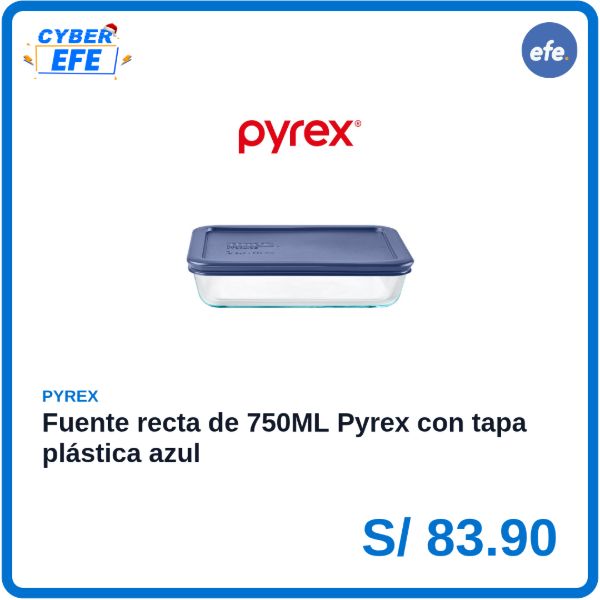 CYBER
EFE
efe.
pyrex®
PYREX
Fuente recta de 750ML Pyrex con tapa
plástica azul
S/ 83.90